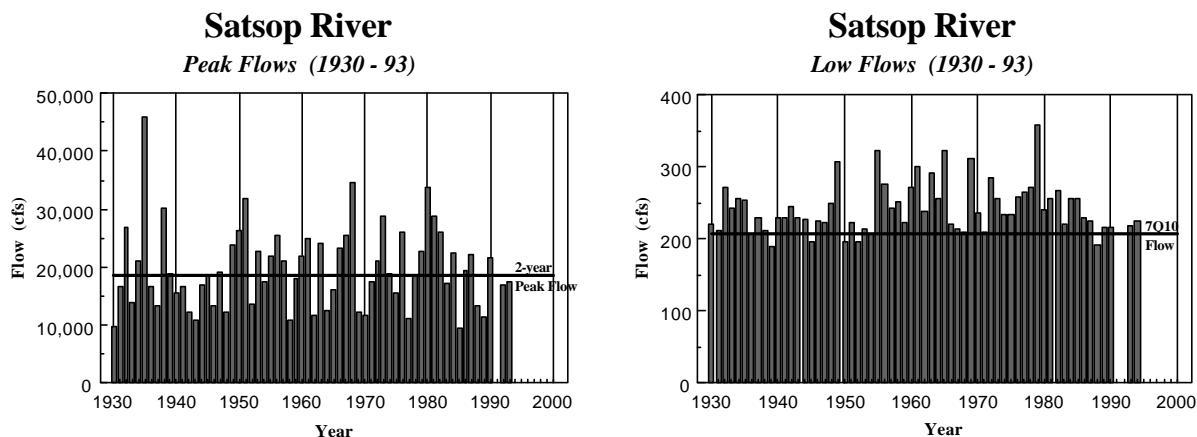 Satsop River
Peak Flows (1930 - 93)
50,000
40,000
30,000
20,000
10,000
0
Flow (cfs)
2-year
Peak Flow
1930 1940 1950 1960 1970 1980 1990 2000
Year
Satsop River
Low Flows (1930 - 93)
400
300
200
100
0
Flow (cfs)
7Q10
Flow
1930 1940 1950 1960 1970 1980 1990 2000
Year